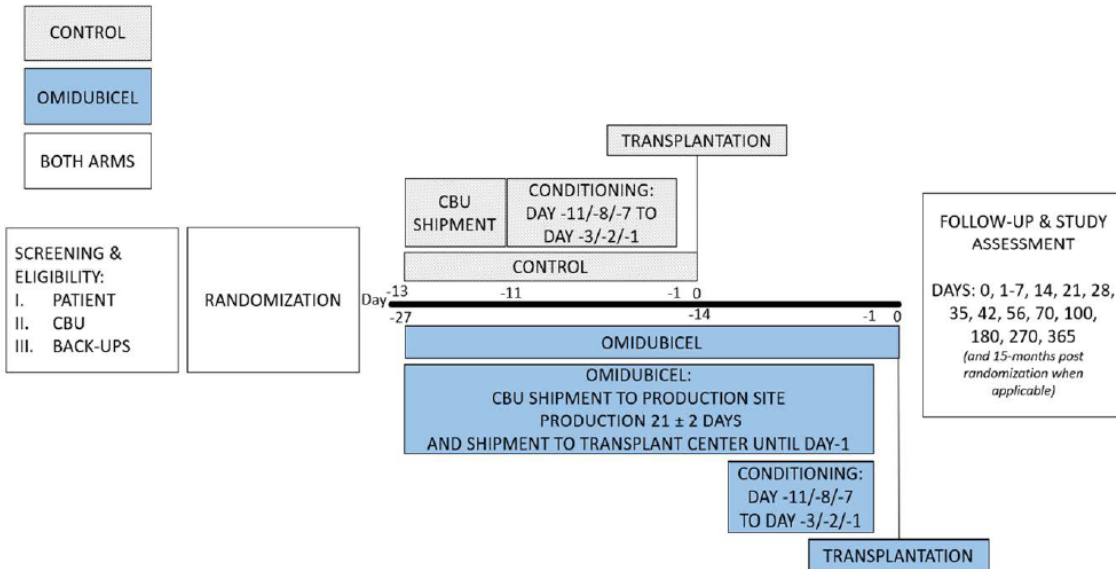 CONTROL
OMIDUBICEL
BOTH ARMS
SCREENING &
ELIGIBILITY:
I. PATIENT
II. CBU
III. BACK-UPS
RANDOMIZATION
TRANSPLANTATION
CBU
SHIPMENT
CONDITIONING:
DAY -11/-8/-7 TO
DAY -3/-2/-1
CONTROL
Day
-13 -11 -1 0
-27 -14 -1 0
OMIDUBICEL
OMIDUBICEL:
CBU SHIPMENT TO PRODUCTION SITE
PRODUCTION 21 ± 2 DAYS
AND SHIPMENT TO TRANSPLANT CENTER UNTIL DAY-1
CONDITIONING:
DAY -11/-8/-7
TO DAY -3/-2/-1
TRANSPLANTATION
FOLLOW-UP & STUDY
ASSESSMENT
DAYS: 0, 1-7, 14, 21, 28,
35, 42, 56, 70, 100,
180, 270, 365
(and 15-months post
randomization when
applicable)